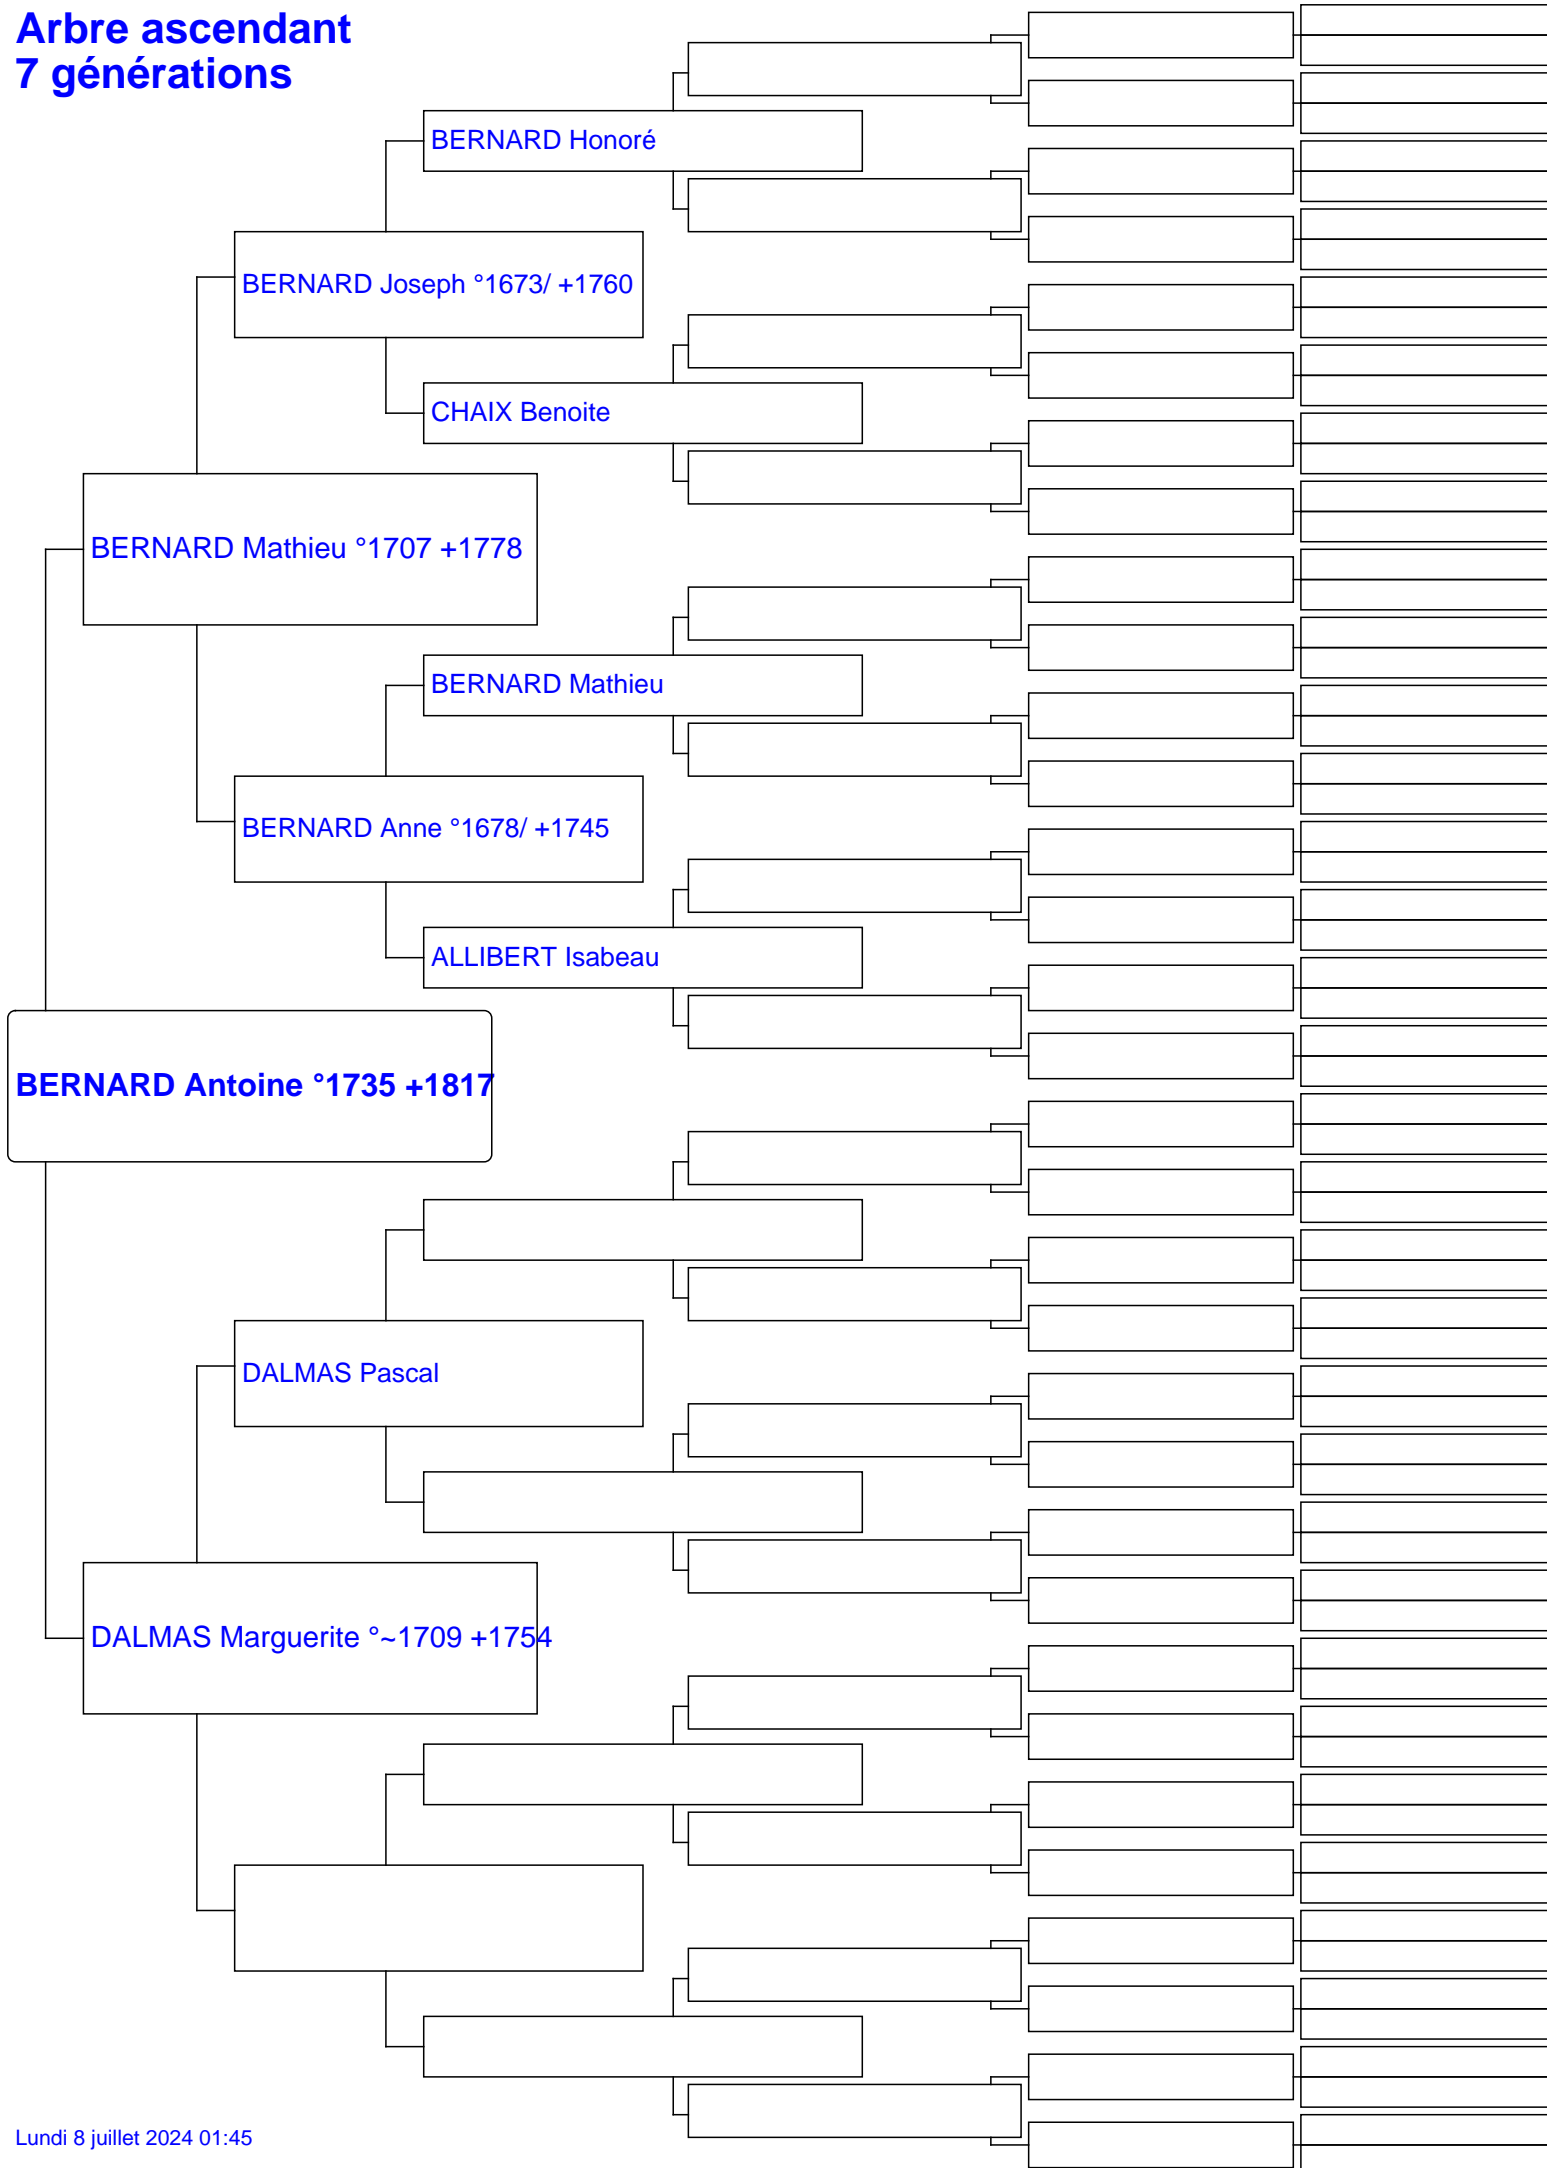 Arbre ascendant
7 générations
BERNARD Honoré
BERNARD Joseph °1673/ +1760
CHAIX Benoite
BERNARD Mathieu °1707 +1778
BERNARD Mathieu
BERNARD Anne °1678/ +1745
ALLIBERT Isabeau
BERNARD Antoine °1735 +1817
DALMAS Pascal
DALMAS Marguerite °~1709 +1754
Lundi 8 juillet 2024 01:45